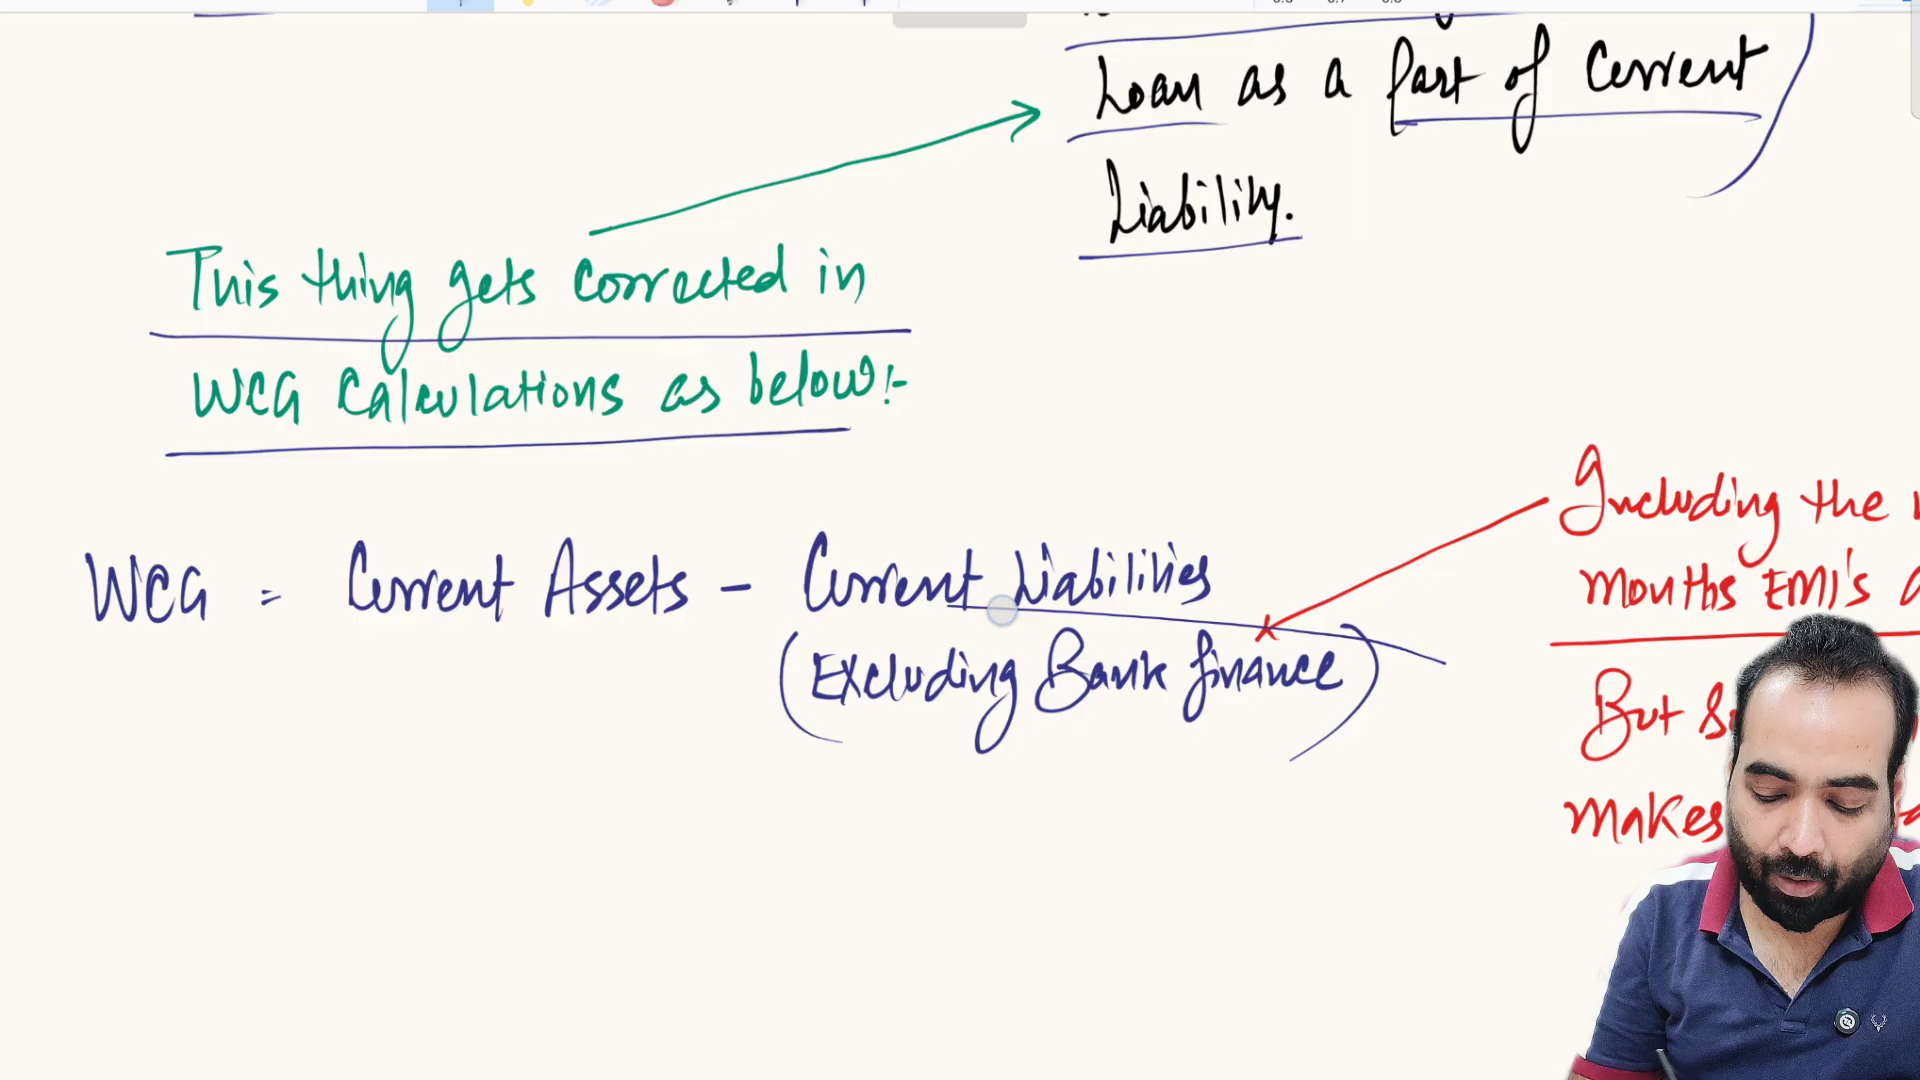 Loan as a part of Current
Liability.
This thing gets corrected in
WCG Calculations as below:-
WCG = Current Assets - Current Liabilities
(Excluding Bank finance)
Including the
months EMI's
But
makes